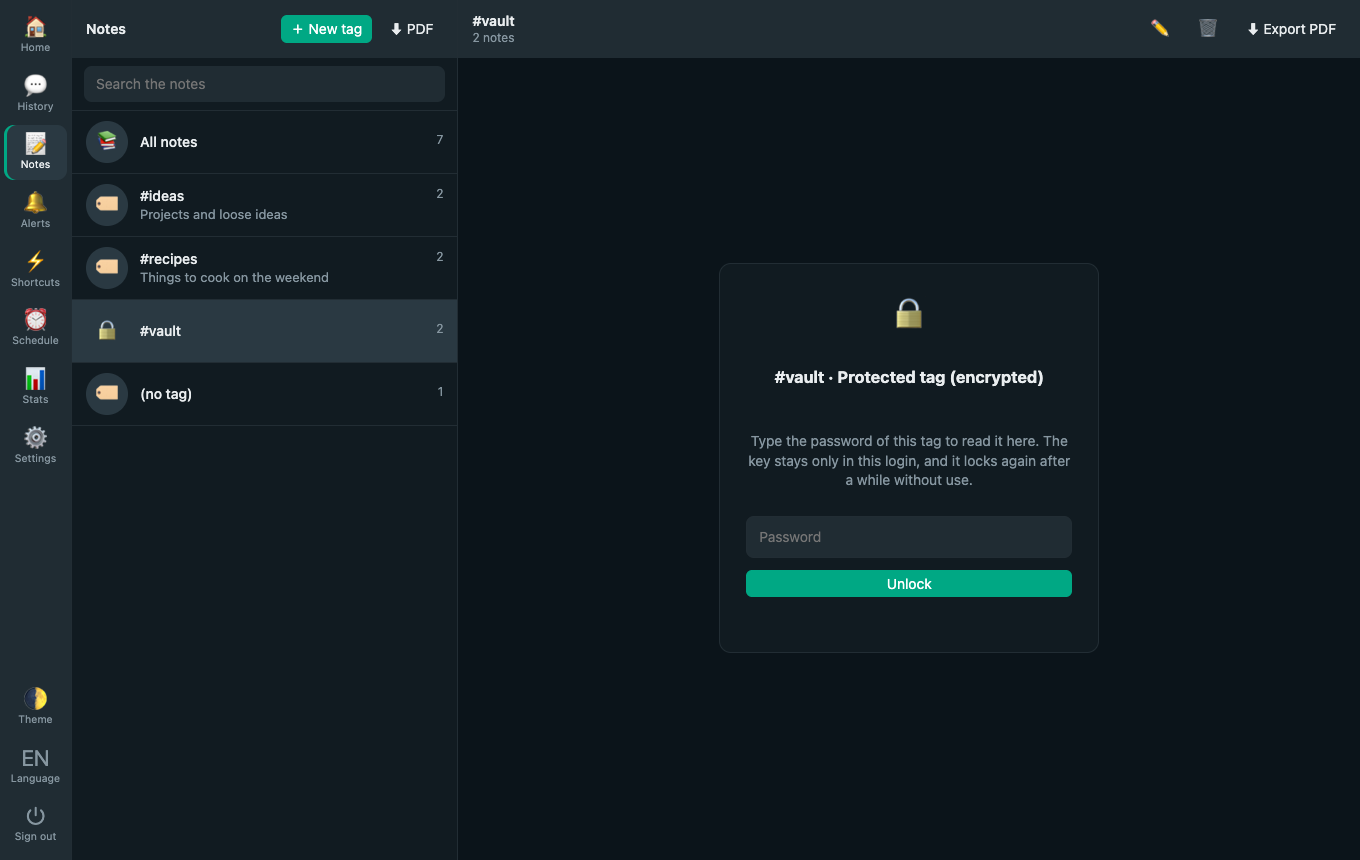 Home
History
Notes
Alerts
Shortcuts
Schedule
Stats
Settings
Theme
EN
Language
Sign out
Notes
+ New tag
⬇ PDF
Search the notes
All notes
7
#ideas
2
Projects and loose ideas
#recipes
2
Things to cook on the weekend
#vault
2
(no tag)
1
#vault
2 notes
⬇ Export PDF
#vault · Protected tag (encrypted)
Type the password of this tag to read it here. The
key stays only in this login, and it locks again after
a while without use.
Password
Unlock